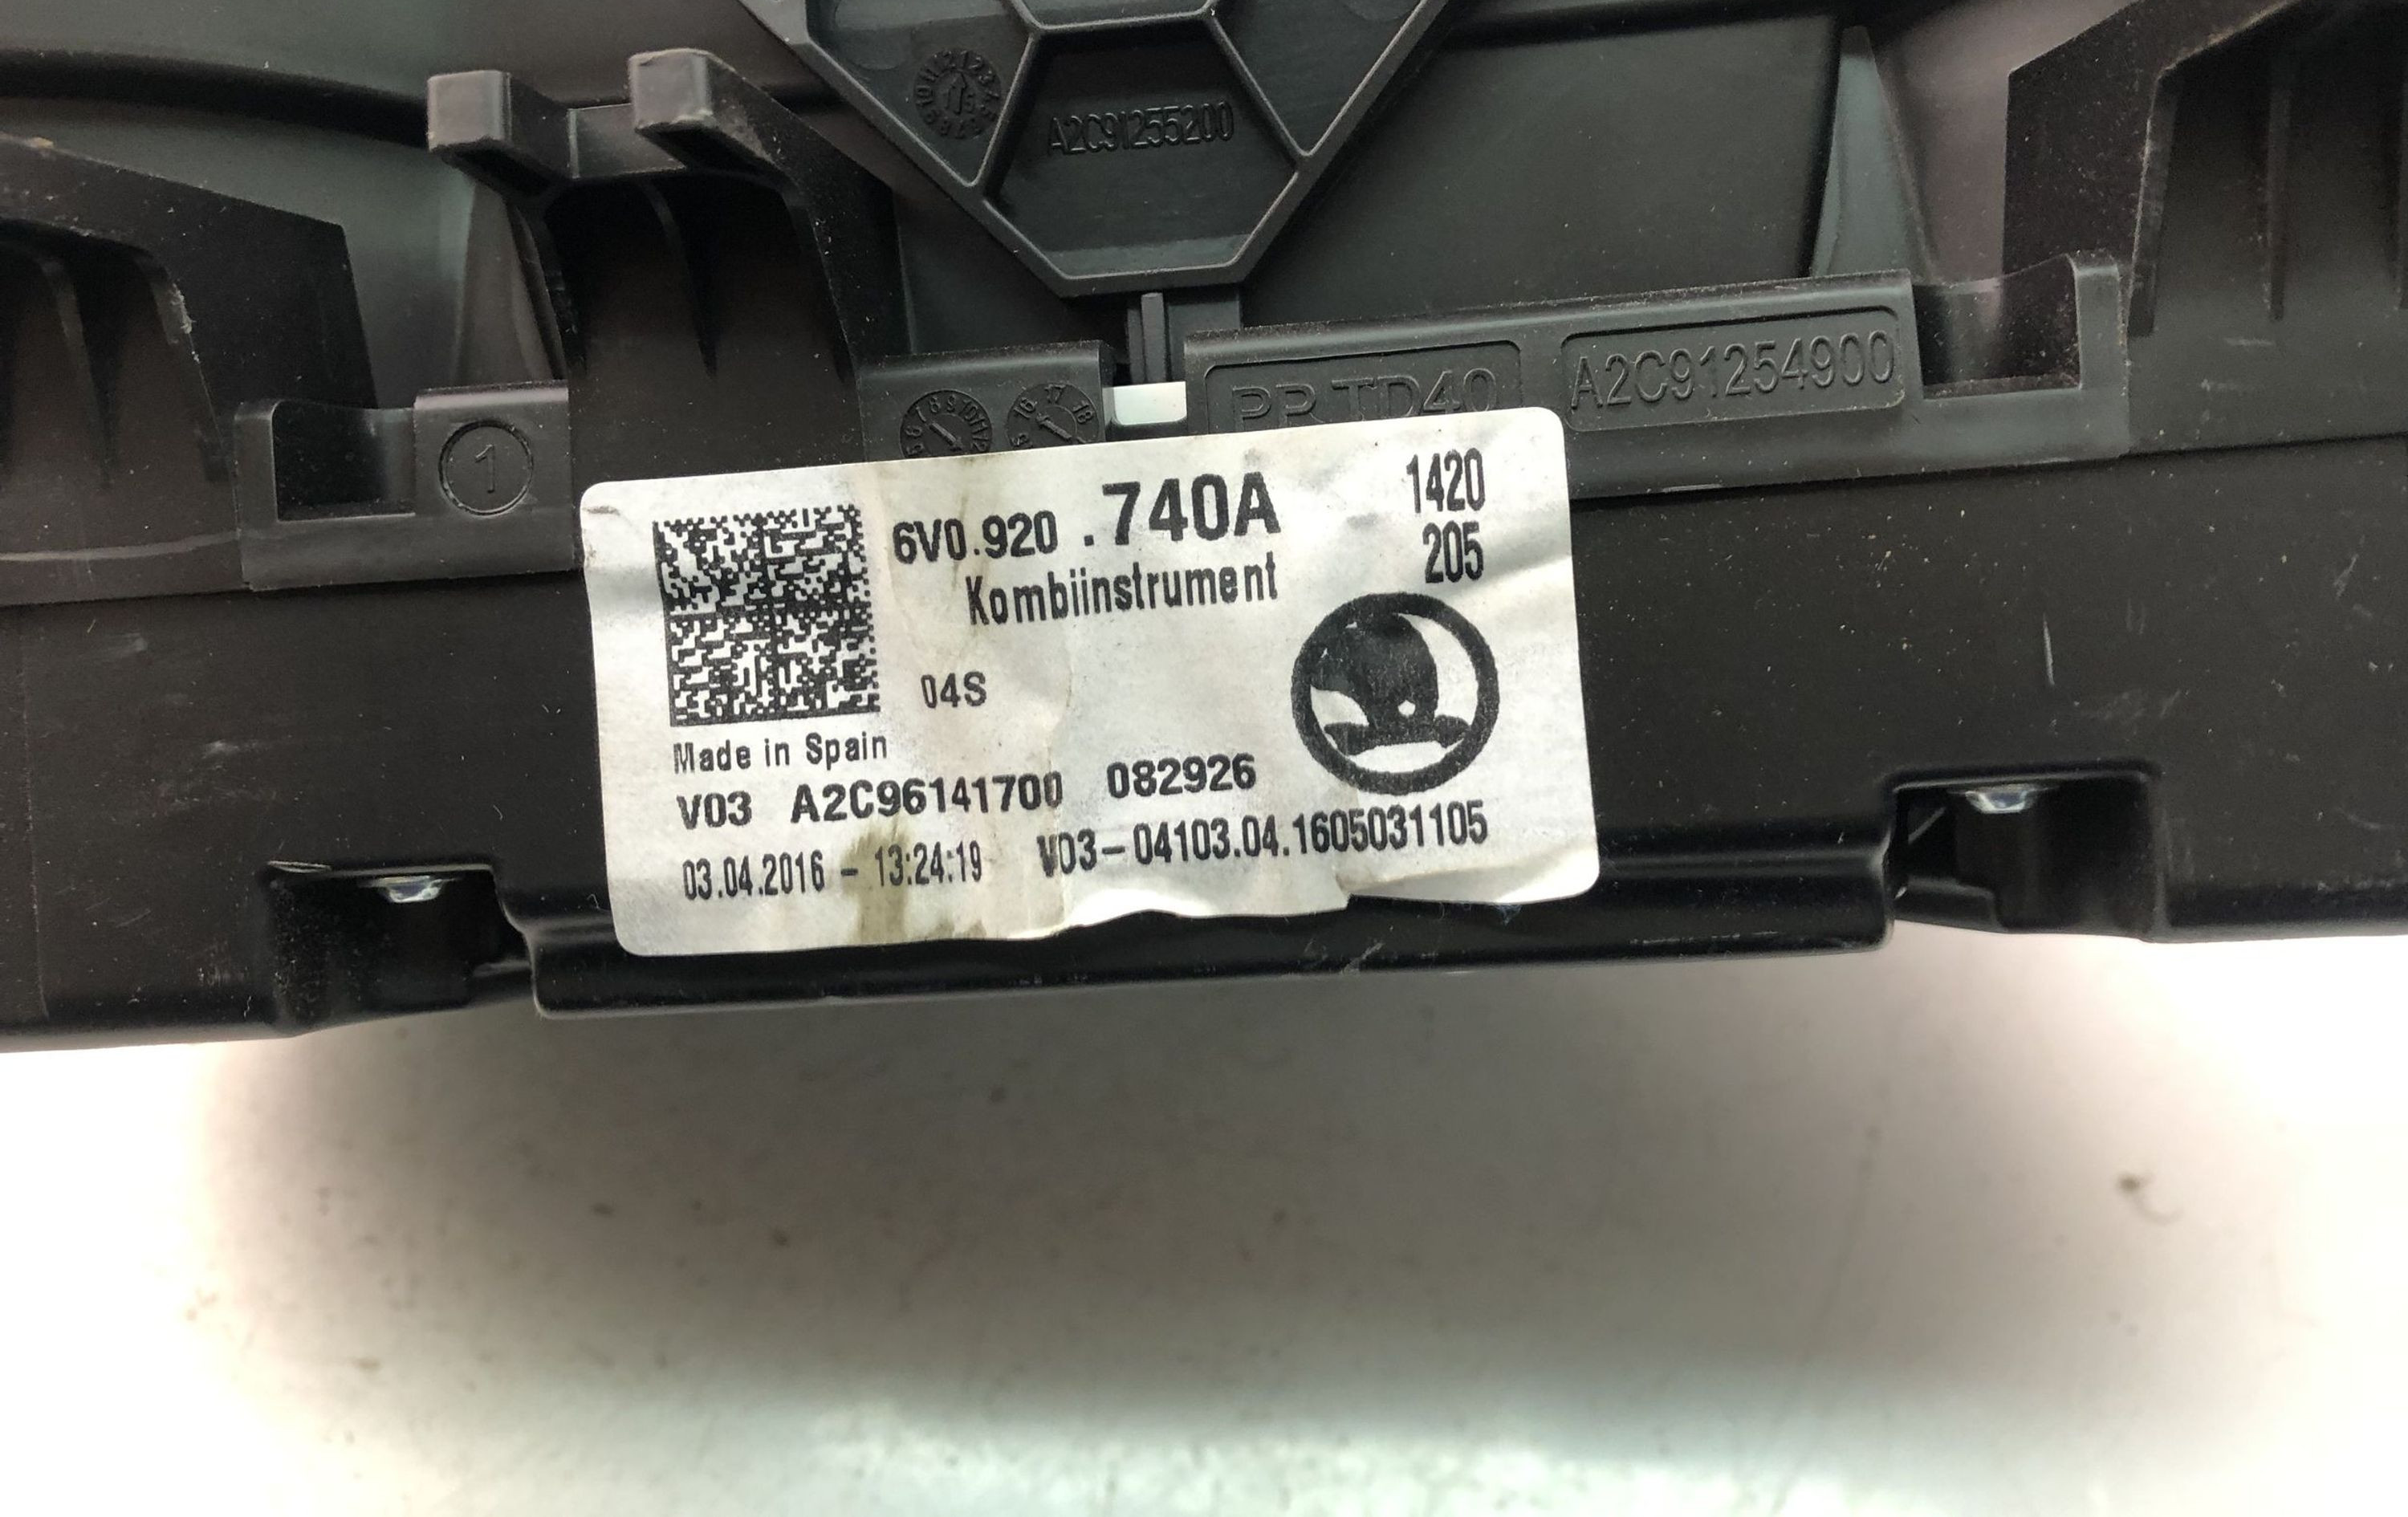 A2C91255200
PP TD40
A2C91254900
1
6V0.920 .740A
1420
205
Kombiinstrument
04S
Made in Spain
V03 A2C96141700 082926
03.04.2016 - 13:24:19 V03-04103.04.1605031105